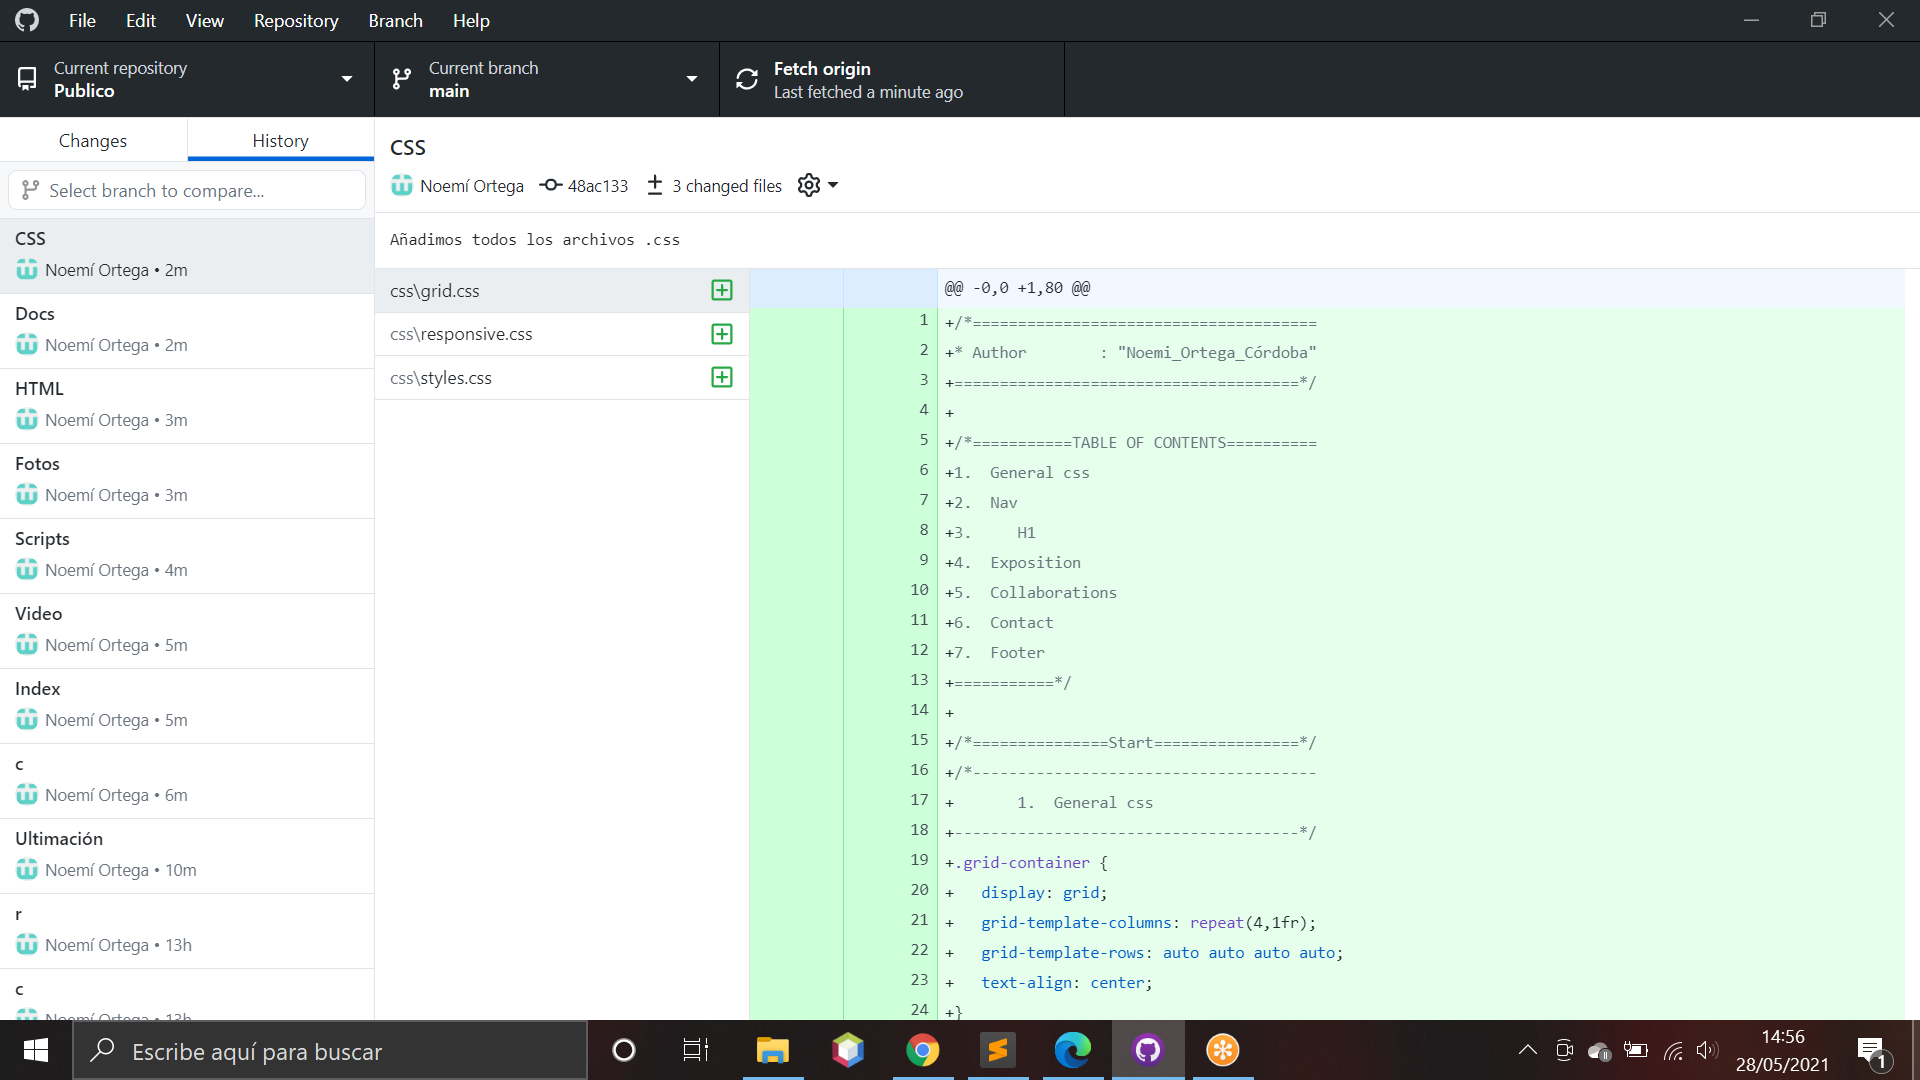 File Edit View Repository Branch Help
Current repository
Publico
Current branch
main
Fetch origin
Last fetched a minute ago
Changes
History
Select branch to compare...
CSS
Noemí Ortega • 2m
Docs
Noemí Ortega • 2m
HTML
Noemí Ortega • 3m
Fotos
Noemí Ortega • 3m
Scripts
Noemí Ortega • 4m
Video
Noemí Ortega • 5m
Index
Noemí Ortega • 5m
c
Noemí Ortega • 6m
Ultimación
Noemí Ortega • 10m
r
Noemí Ortega • 13h
c
Noemí Ortega • 13h
CSS
Noemí Ortega 48ac133 3 changed files
Añadimos todos los archivos .css
css\grid.css
css\responsive.css
css\styles.css
@@ -0,0 +1,80 @@
1 +/*======================================
2 +* Author        : "Noemi_Ortega_Córdoba"
3 +======================================*/
4 +
5 +/*===========TABLE OF CONTENTS==========
6 +1.  General css
7 +2.  Nav
8 +3.     H1
9 +4.  Exposition
10 +5.  Collaborations
11 +6.  Contact
12 +7.  Footer
13 +===========*/
14 +
15 +/*===============Start================*/
16 +/*--------------------------------------
17 +       1.  General css
18 +--------------------------------------*/
19 +.grid-container {
20 +   display: grid;
21 +   grid-template-columns: repeat(4,1fr);
22 +   grid-template-rows: auto auto auto auto;
23 +   text-align: center;
24 +}
Escribe aquí para buscar
14:56
28/05/2021
1